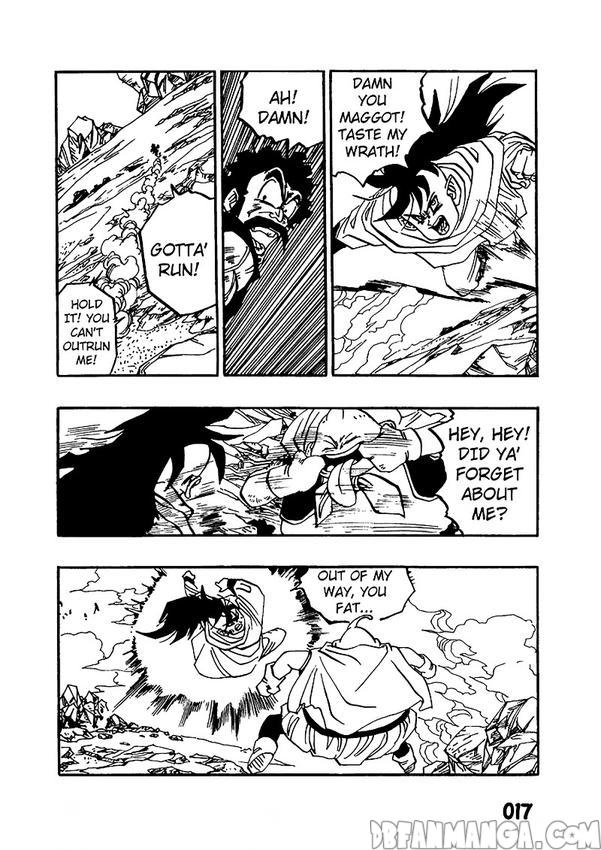 DAMN
YOU
MAGGOT!
TASTE MY
WRATH!
AH!
DAMN!
GOTTA'
RUN!
HOLD
IT! YOU
CAN'T
OUTRUN
ME!
HEY, HEY!
DID YA'
FORGET
ABOUT
ME?
OUT OF MY
WAY, YOU
FAT...
017
DBFANMANGA.COM